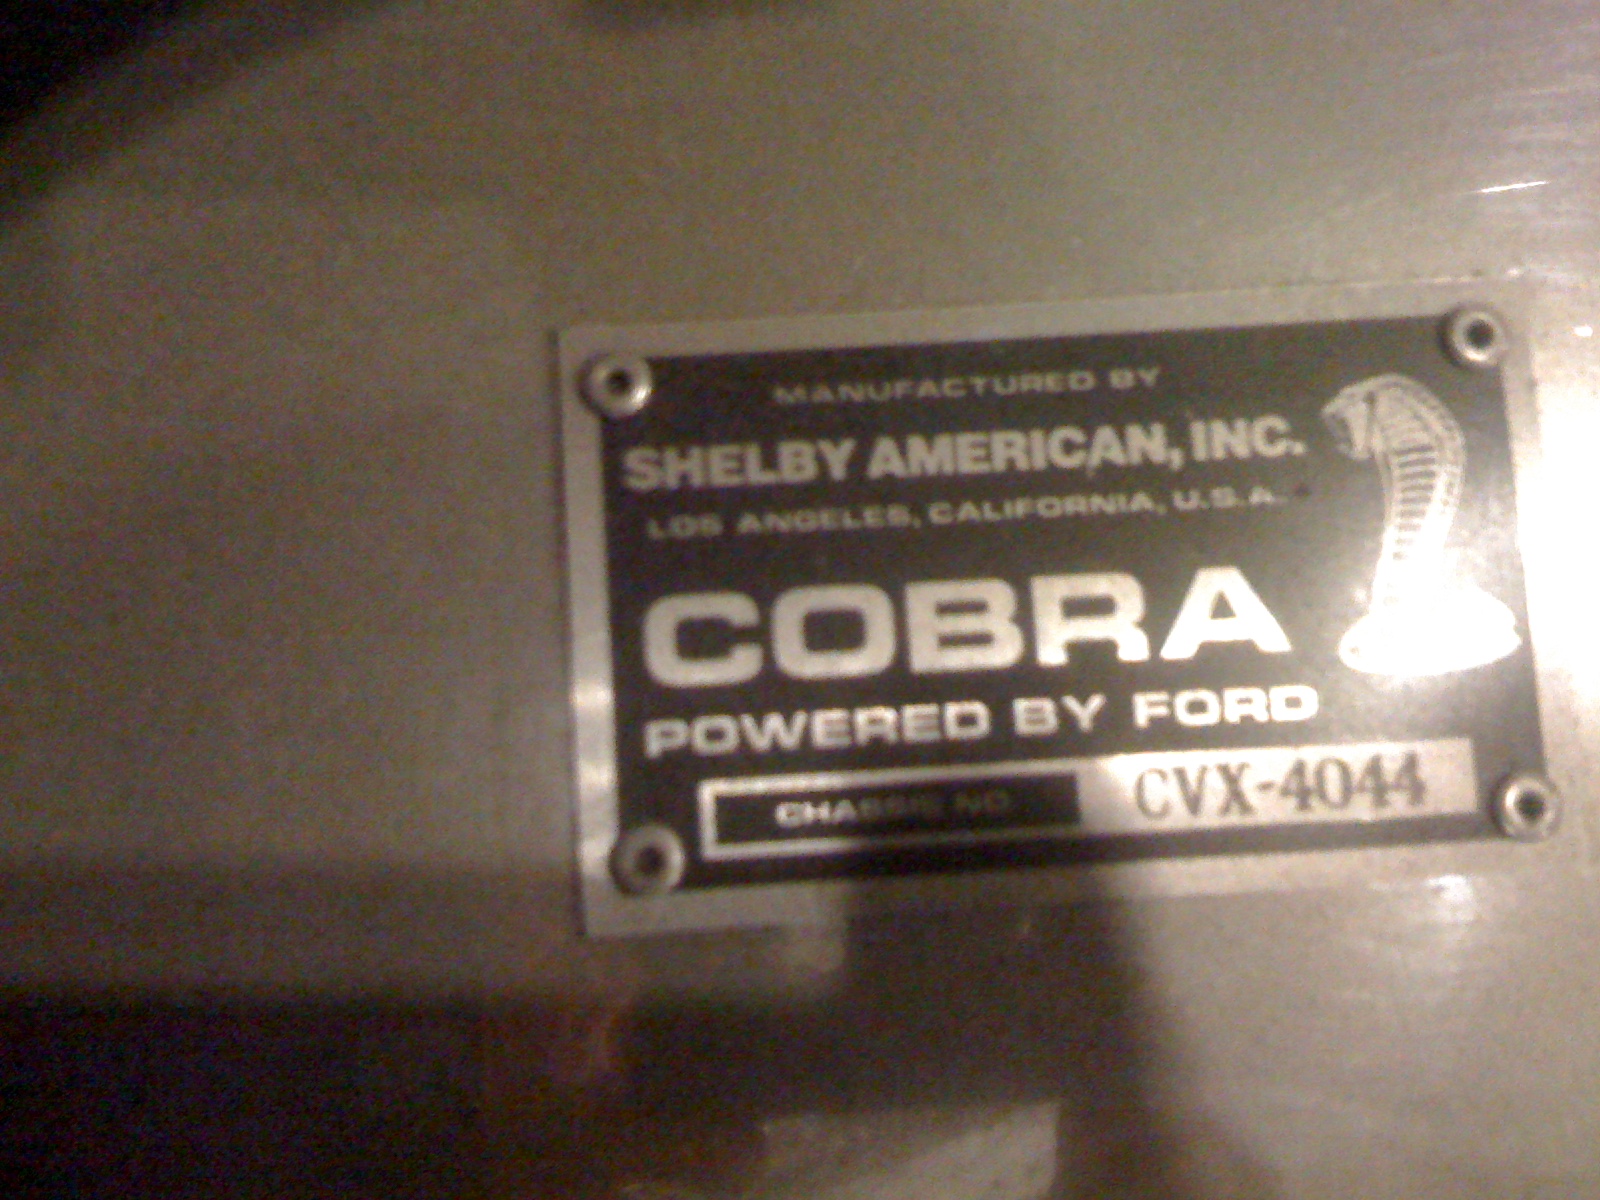 MANUFACTURED BY
SHELBY AMERICAN, INC.
LOS ANGELES, CALIFORNIA, U.S.A.
COBRA
POWERED BY FORD
CHASSIS NO. CVX-4044